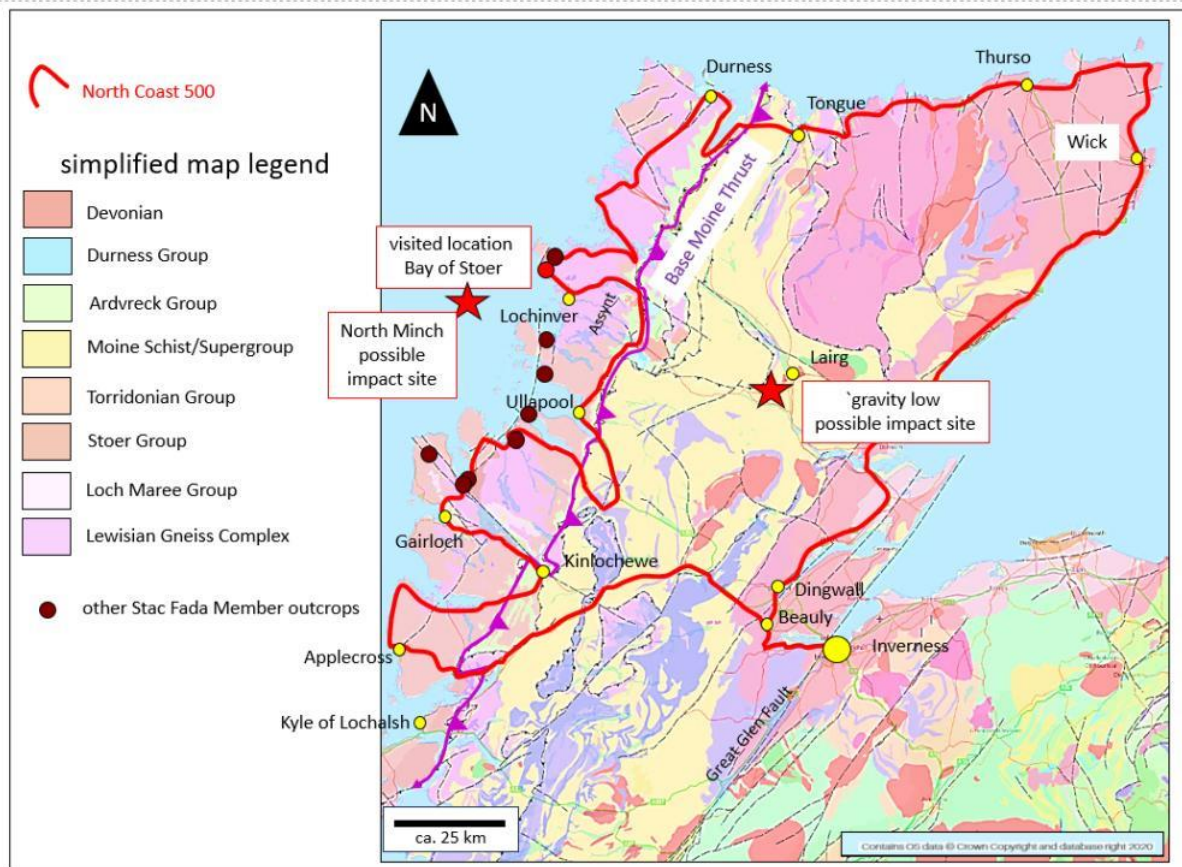 North Coast 500
simplified map legend
Devonian
Durness Group
Ardvreck Group
Moine Schist/Supergroup
Torridonian Group
Stoer Group
Loch Maree Group
Lewisian Gneiss Complex
other Stac Fada Member outcrops
N
Durness
Thurso
Tongue
Wick
Base Moine Thrust
visited location
Bay of Stoer
North Minch
possible
impact site
Lochinver
Assynt
Lairg
`gravity low
possible impact site
Ullapool
Gairloch
Kinlochewe
Dingwall
Beauly
Inverness
Applecross
Kyle of Lochalsh
Great Glen Fault
ca. 25 km
Contains OS data © Crown Copyright and database right 2020